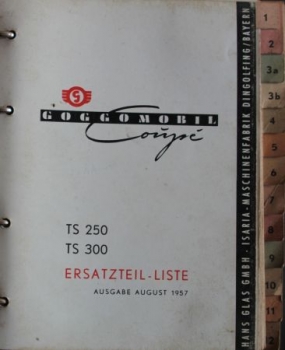 GOGGOMOBIL
Coupé
TS 250
TS 300
ERSATZTEIL-LISTE
AUSGABE AUGUST 1957
HANS GLAS GMBH · ISARIA-MASCHINENFABRIK DINGOLFING/BAYERN
1
2
3a
3b
4
5
6
7
8
9
10
11
12